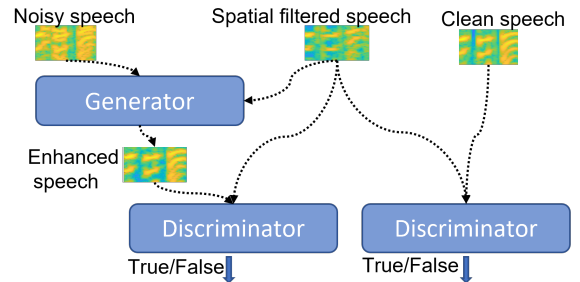 Noisy speech
Spatial filtered speech
Clean speech
Generator
Enhanced
speech
Discriminator
Discriminator
True/False
True/False